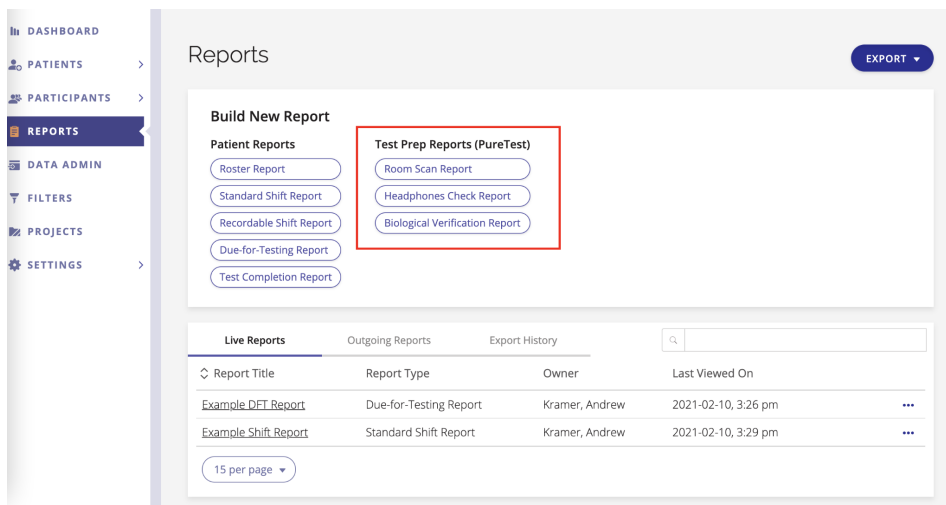 DASHBOARD
PATIENTS
PARTICIPANTS
REPORTS
DATA ADMIN
FILTERS
PROJECTS
SETTINGS
Reports
EXPORT
Build New Report
Patient Reports
Roster Report
Standard Shift Report
Recordable Shift Report
Due-for-Testing Report
Test Completion Report
Test Prep Reports (PureTest)
Room Scan Report
Headphones Check Report
Biological Verification Report
Live Reports Outgoing Reports Export History
Report Title Report Type Owner Last Viewed On
Example DFT Report Due-for-Testing Report Kramer, Andrew 2021-02-10, 3:26 pm
Example Shift Report Standard Shift Report Kramer, Andrew 2021-02-10, 3:29 pm
15 per page